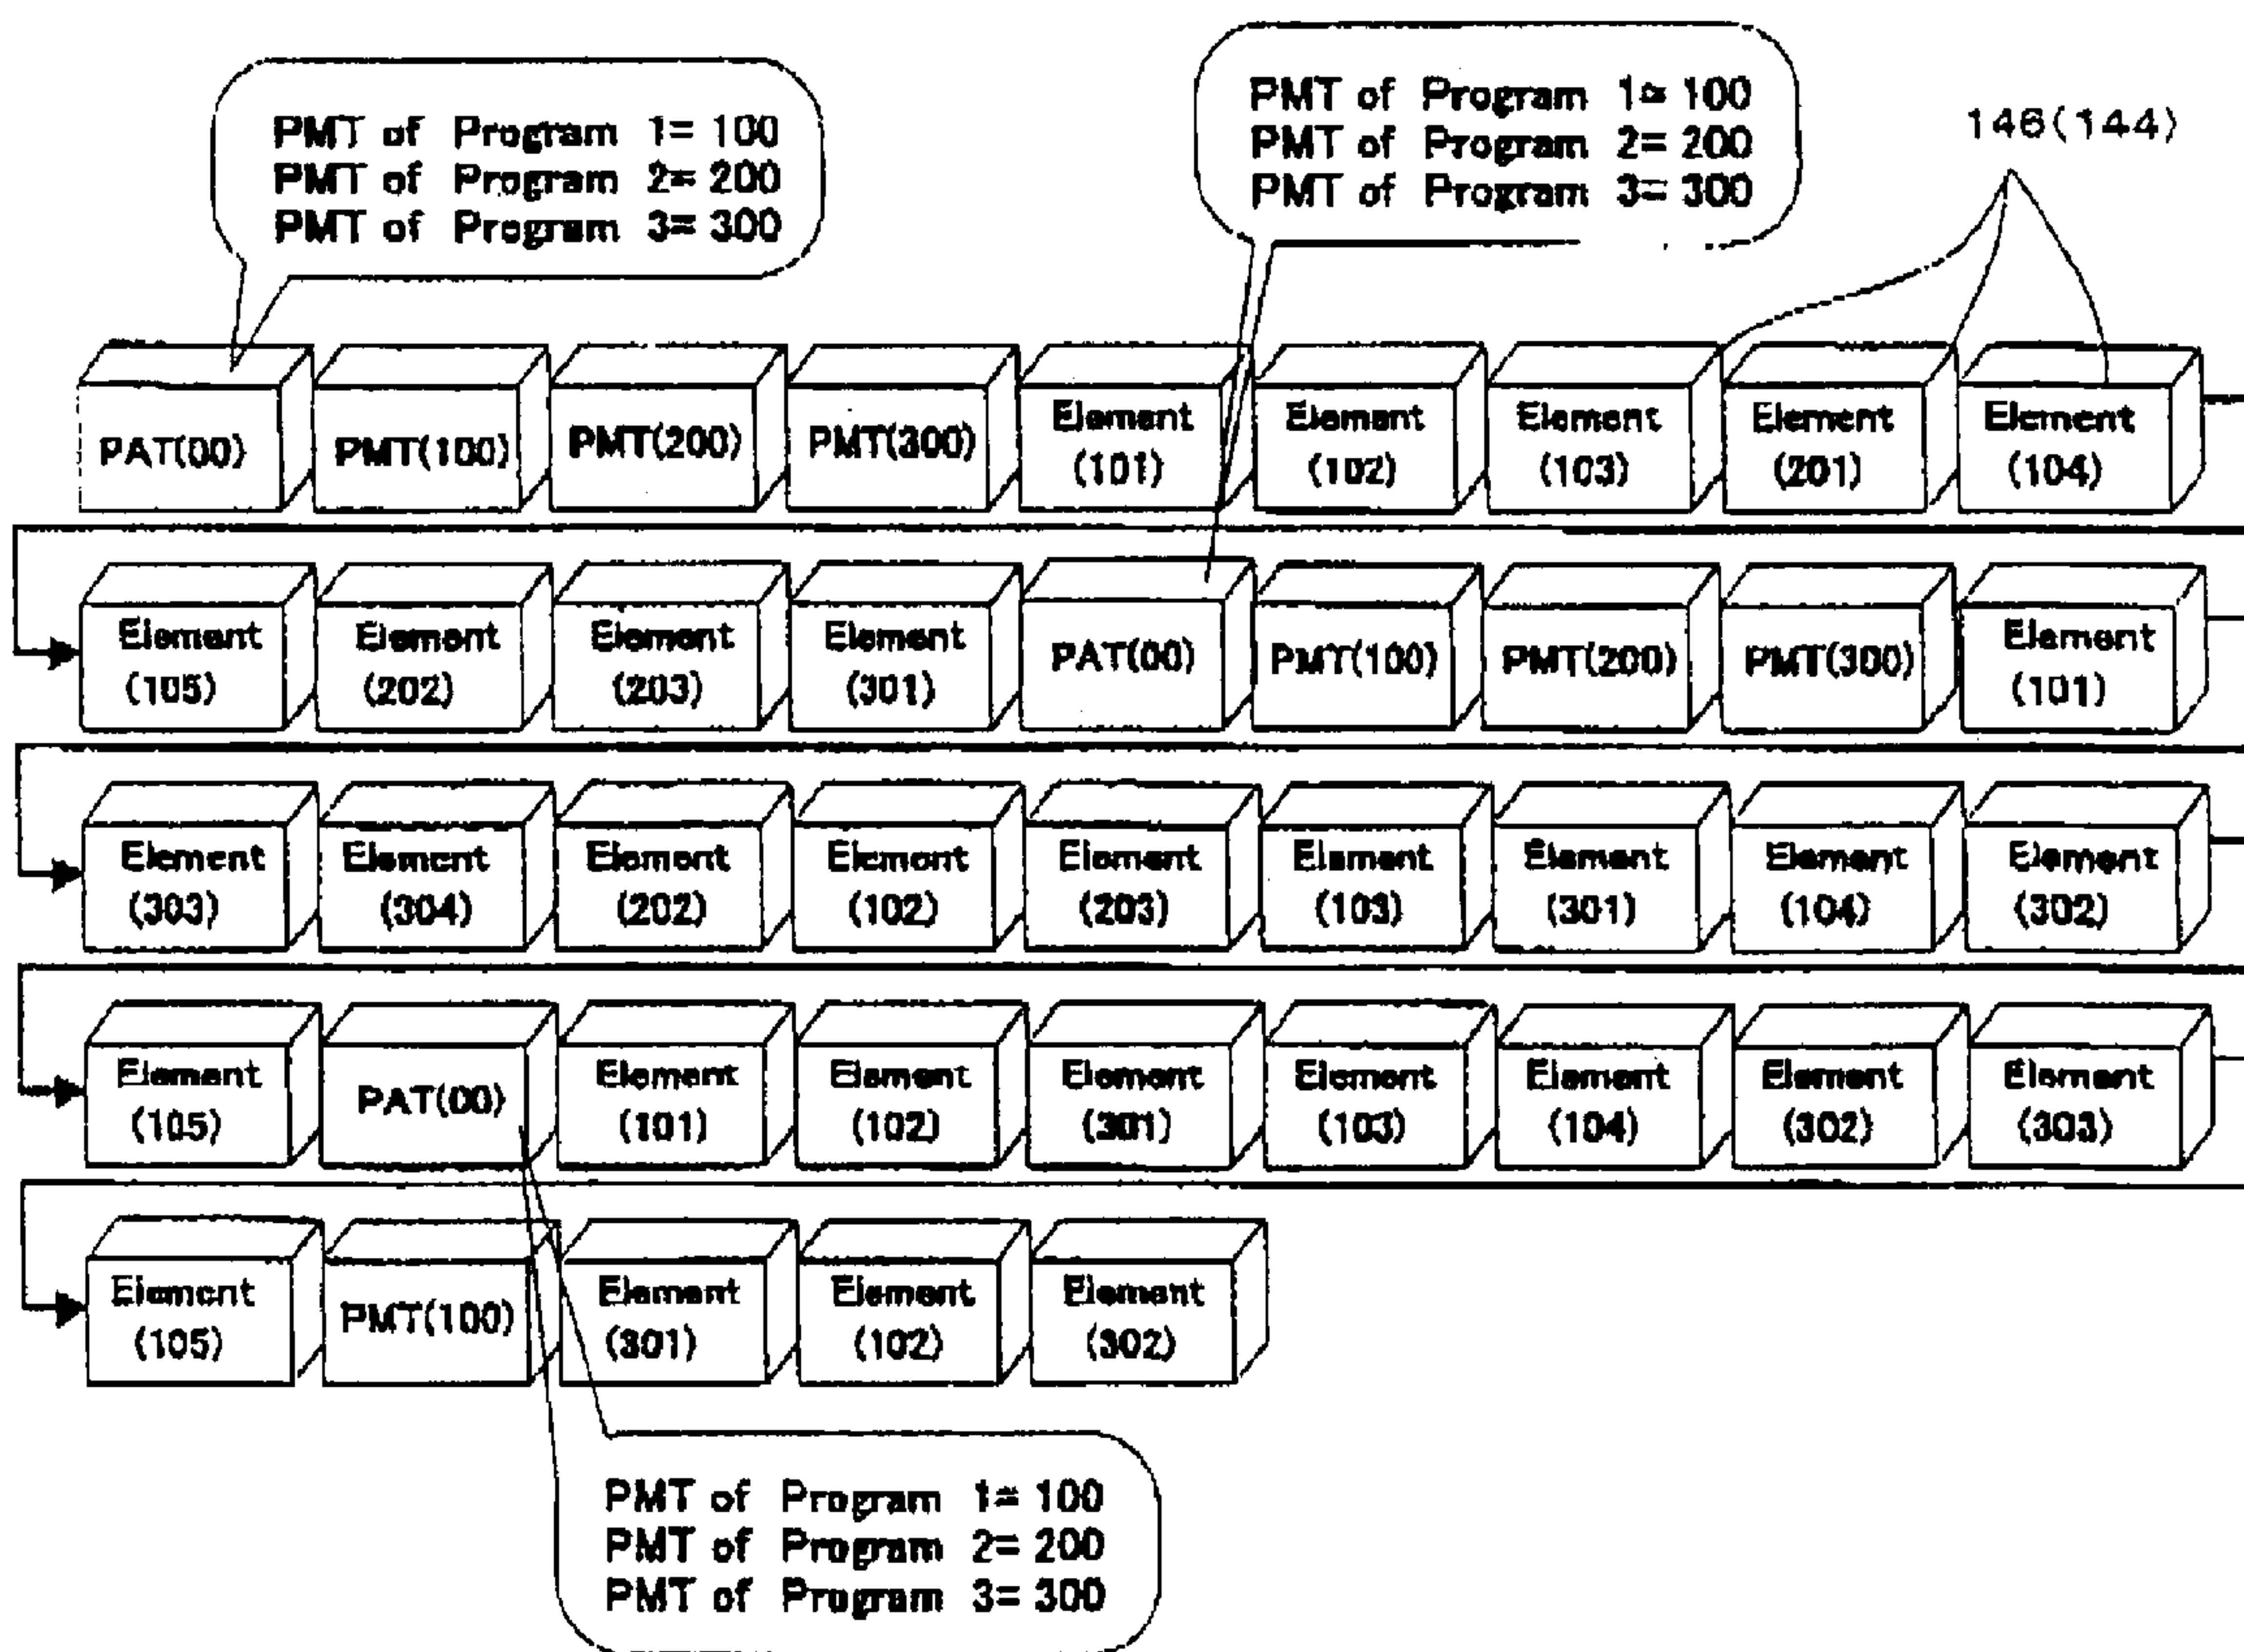 PMT of Program 1= 100
PMT of Program 2= 200
PMT of Program 3= 300
PMT of Program 1= 100
PMT of Program 2= 200
PMT of Program 3= 300
146(144)
PAT(00)
PMT(100)
PMT(200)
PMT(300)
Element
(101)
Element
(102)
Element
(103)
Element
(201)
Element
(104)
Element
(105)
Element
(202)
Element
(203)
Element
(301)
PAT(00)
PMT(100)
PMT(200)
PMT(300)
Element
(101)
Element
(303)
Element
(304)
Element
(202)
Element
(102)
Element
(203)
Element
(103)
Element
(301)
Element
(104)
Element
(302)
Element
(105)
PAT(00)
Element
(101)
Element
(102)
Element
(301)
Element
(103)
Element
(104)
Element
(302)
Element
(303)
Element
(105)
PMT(100)
Element
(301)
Element
(102)
Element
(302)
PMT of Program 1= 100
PMT of Program 2= 200
PMT of Program 3= 300